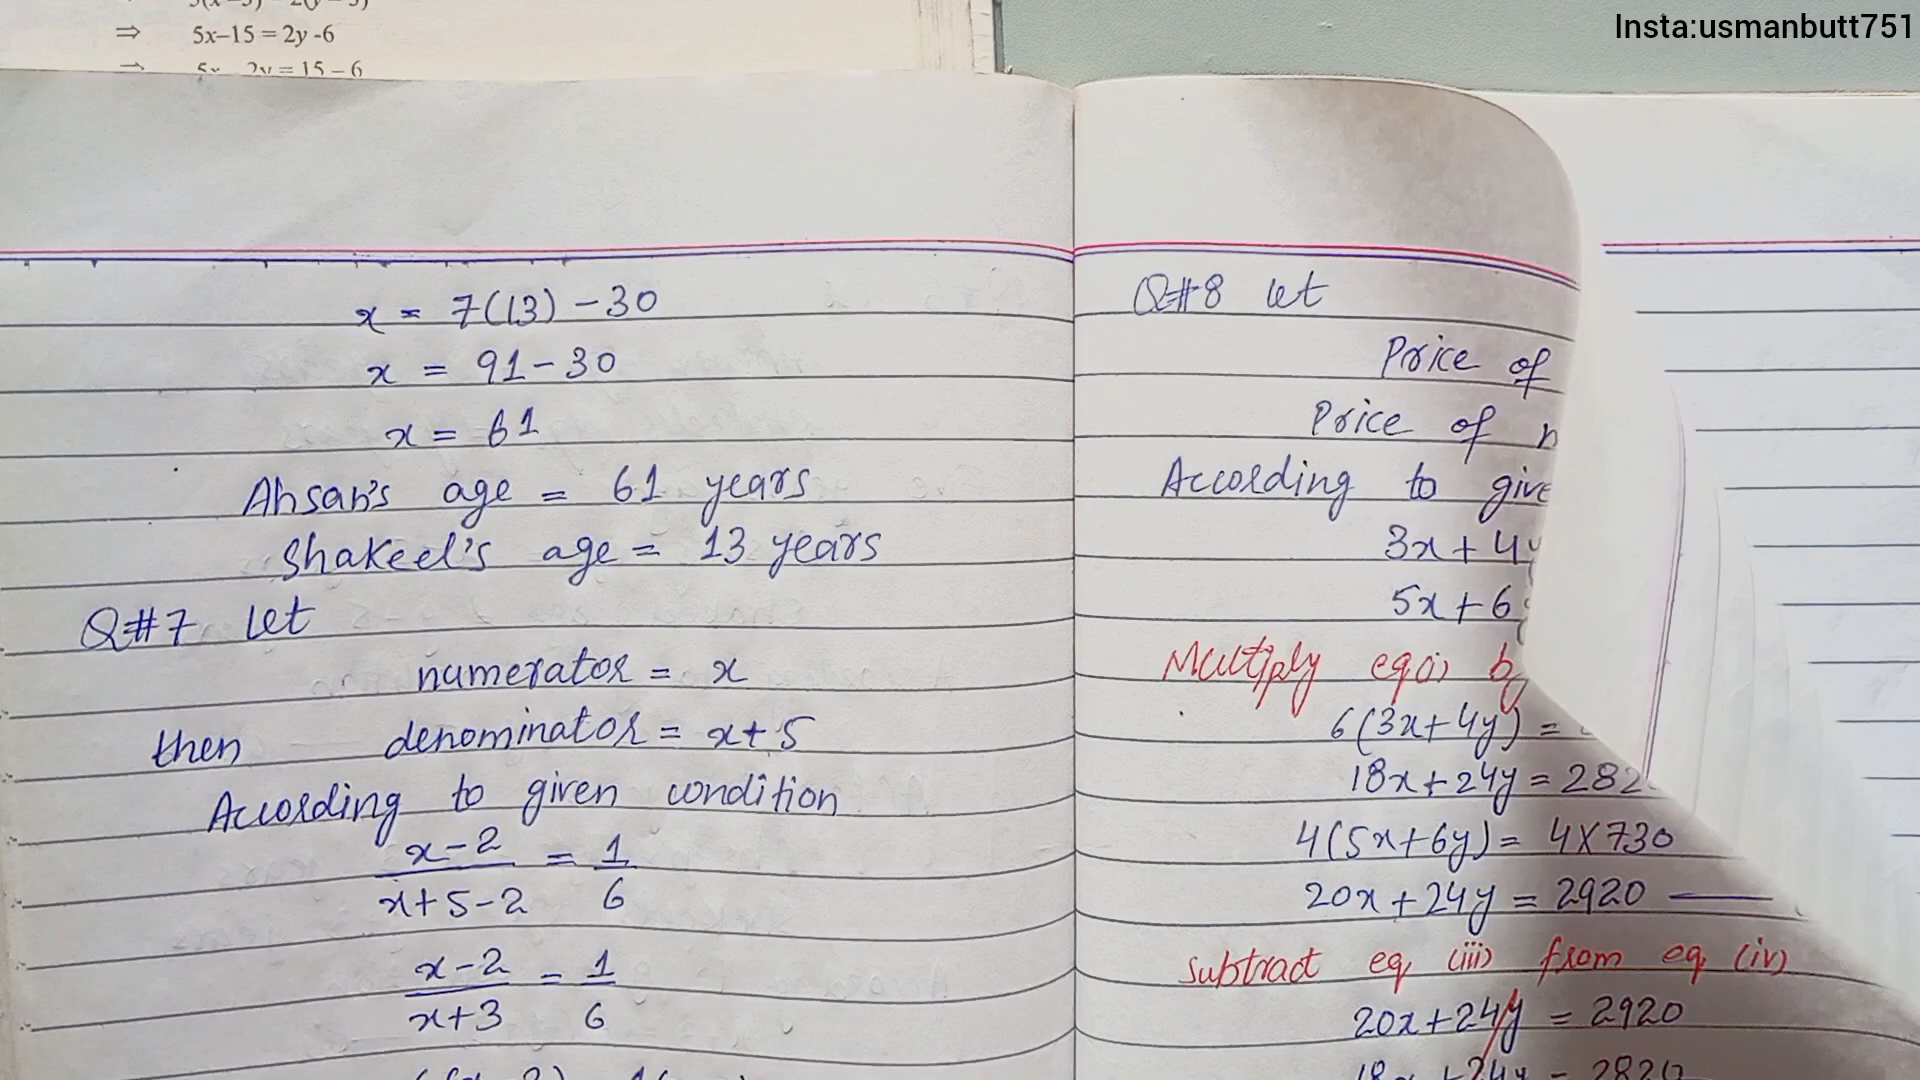 Insta:usmanbutt751
⇒ 5x–15 = 2y -6
x = 7(13) - 30
x = 91 - 30
x = 61
Ahsan's age = 61 years
Shakeel's age = 13 years
Q#7 Let
numerator = x
then denominator = x+5
According to given condition
x-2 / x+5-2 = 1/6
x-2 / x+3 = 1/6
Q#8 Let
Price of
Price of
According to give
3x + 4y
5x + 6
Multiply eq(i) by
6(3x+4y) =
18x+24y = 282
4(5x+6y) = 4X730
20x+24y = 2920
subtract eq (iii) from eq (iv)
20x+24y = 2920